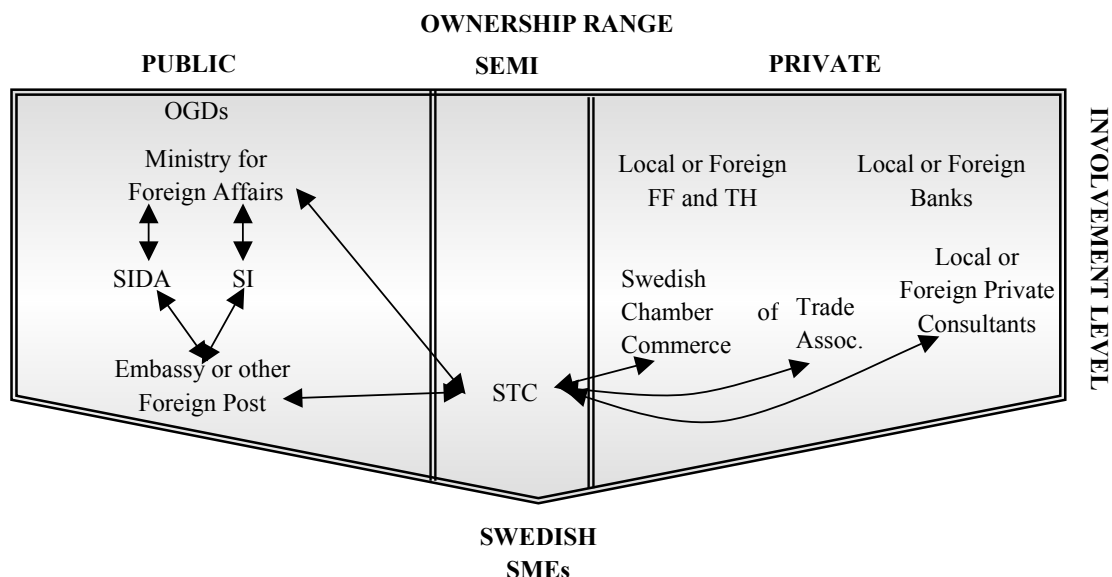 OWNERSHIP RANGE
PUBLIC
SEMI
PRIVATE
OGDs
Ministry for
Foreign Affairs
SIDA
SI
Embassy or other
Foreign Post
STC
Local or Foreign
FF and TH
Local or Foreign
Banks
Swedish
Chamber of
Commerce
Trade
Assoc.
Local or
Foreign Private
Consultants
INVOLVEMENT LEVEL
SWEDISH
SMEs